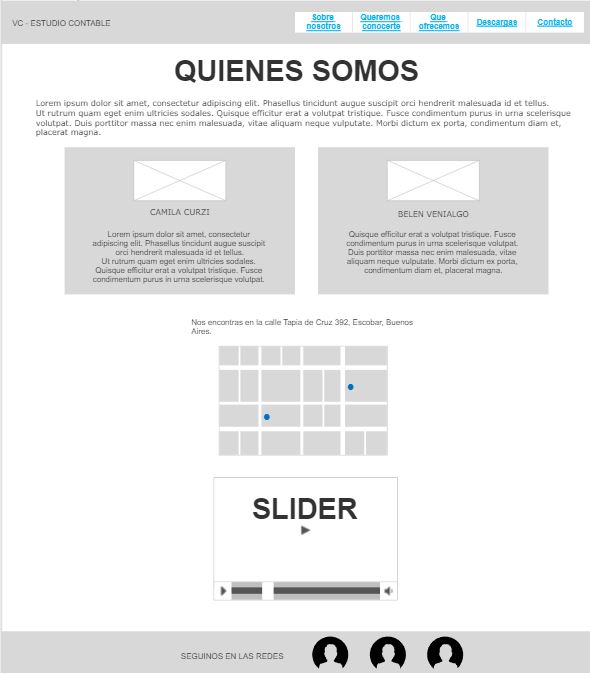 VC - ESTUDIO CONTABLE
Sobre
nosotros
Queremos
conocerte
Que
ofrecemos
Descargas
Contacto
QUIENES SOMOS
Lorem ipsum dolor sit amet, consectetur adipiscing elit. Phasellus tincidunt augue suscipit orci hendrerit malesuada id et tellus.
Ut rutrum quam eget enim ultricies sodales. Quisque efficitur erat a volutpat tristique. Fusce condimentum purus in urna scelerisque
volutpat. Duis porttitor massa nec enim malesuada, vitae aliquam neque vulputate. Morbi dictum ex porta, condimentum diam et,
placerat magna.
CAMILA CURZI
Lorem ipsum dolor sit amet, consectetur
adipiscing elit. Phasellus tincidunt augue suscipit
orci hendrerit malesuada id et tellus.
Ut rutrum quam eget enim ultricies sodales.
Quisque efficitur erat a volutpat tristique. Fusce
condimentum purus in urna scelerisque volutpat.
BELEN VENIALGO
Quisque efficitur erat a volutpat tristique. Fusce
condimentum purus in urna scelerisque volutpat.
Duis porttitor massa nec enim malesuada, vitae
aliquam neque vulputate. Morbi dictum ex porta,
condimentum diam et, placerat magna.
Nos encontras en la calle Tapia de Cruz 392, Escobar, Buenos
Aires.
SLIDER
SEGUINOS EN LAS REDES